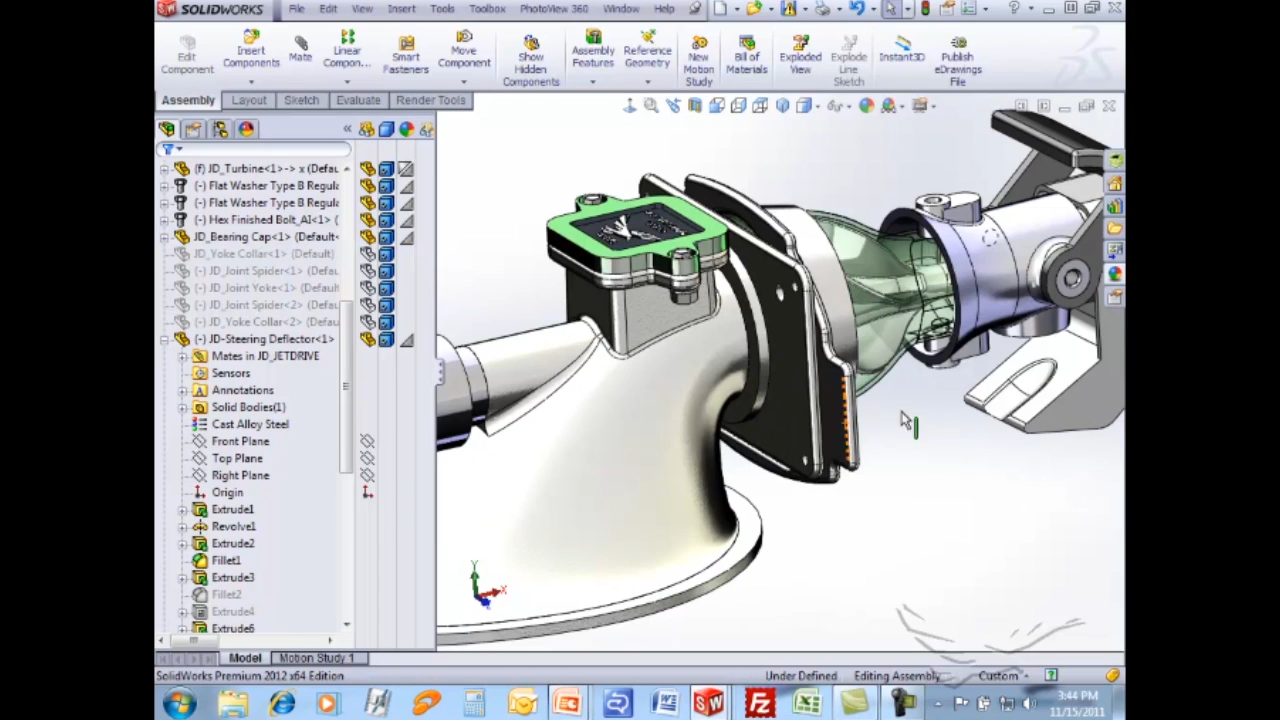 SOLIDWORKS File Edit View Insert Tools Toolbox PhotoView 360 Window Help
Edit Component
Insert Components
Mate
Linear Compon...
Smart Fasteners
Move Component
Show Hidden Components
Assembly Features
Reference Geometry
New Motion Study
Bill of Materials
Exploded View
Explode Line Sketch
Instant3D
Publish eDrawings File
Assembly Layout Sketch Evaluate Render Tools
(f) JD_Turbine<1>-> x (Defau
(-) Flat Washer Type B Regula
(-) Flat Washer Type B Regula
(-) Hex Finished Bolt_AI<1> (
JD_Bearing Cap<1> (Default<
JD_Yoke Collar<1> (Default)
(-) JD_Joint Spider<1> (Defau
(-) JD_Joint Yoke<1> (Default
(-) JD_Joint Spider<2> (Defau
(-) JD_Yoke Collar<2> (Defau
(-) JD-Steering Deflector<1>
Mates in JD_JETDRIVE
Sensors
Annotations
Solid Bodies(1)
Cast Alloy Steel
Front Plane
Top Plane
Right Plane
Origin
Extrude1
Revolve1
Extrude2
Fillet1
Extrude3
Fillet2
Extrude4
Extrude6
Y
X
Model Motion Study 1
SolidWorks Premium 2012 x64 Edition Under Defined Editing Assembly Custom
3:44 PM
11/15/2011